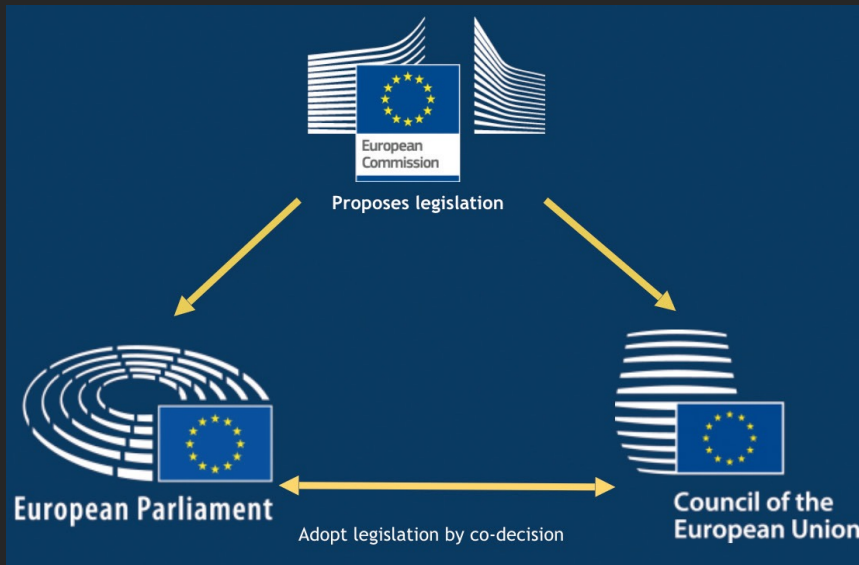 European
Commission
Proposes legislation
European Parliament
Adopt legislation by co-decision
Council of the
European Union